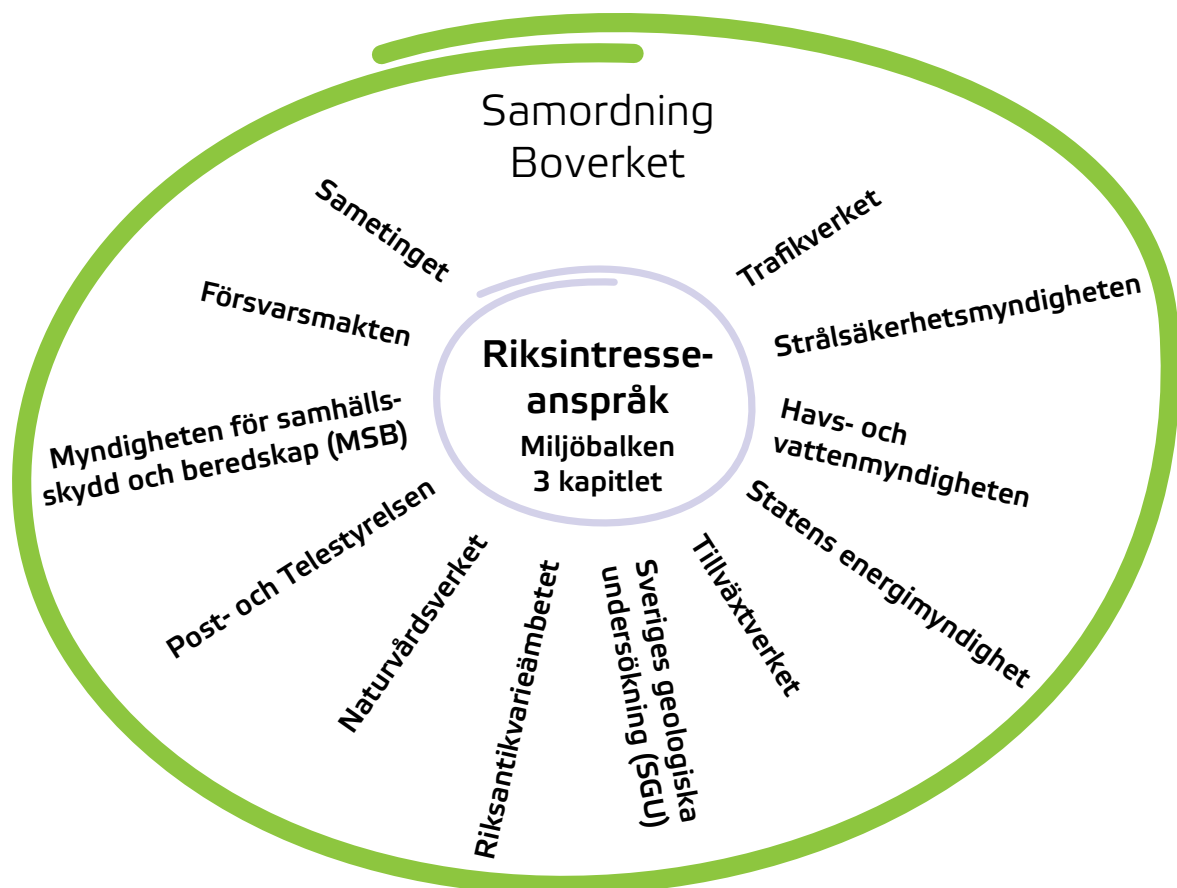 Samordning
Boverket
Sametinget
Försvarsmakten
Myndigheten för samhälls-
skydd och beredskap (MSB)
Post- och Telestyrelsen
Naturvårdsverket
Riksantikvarieämbetet
Sveriges geologiska
undersökning (SGU)
Tillväxtverket
Statens energimyndighet
Havs- och
vattenmyndigheten
Strålsäkerhetsmyndigheten
Trafikverket
Riksintresse-
anspråk
Miljöbalken
3 kapitlet